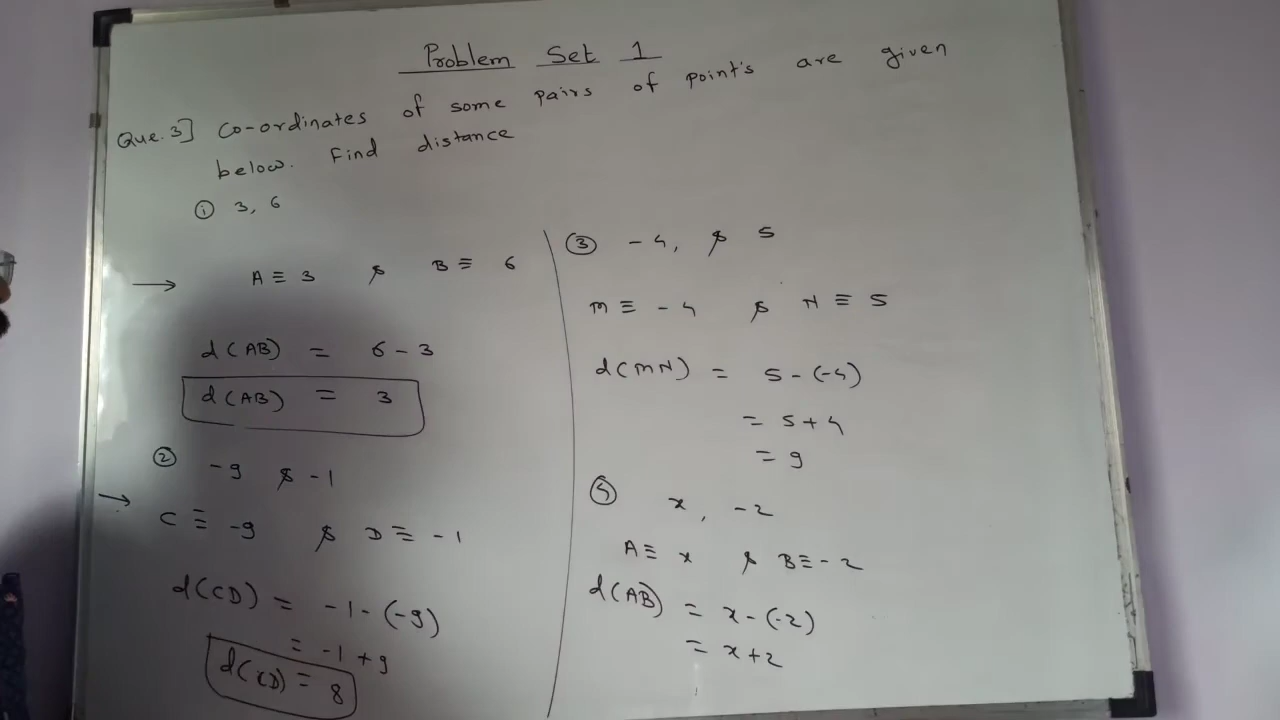 Problem Set 1
Que. 3] Co-ordinates of some pairs of point's are given
below. Find distance
① 3, 6
→ A ≡ 3 & B ≡ 6
d(AB) = 6 - 3
d(AB) = 3
② -9 & -1
→ C ≡ -9 & D ≡ -1
d(CD) = -1 - (-9)
= -1 + 9
d(CD) = 8
③ -4, & 5
M ≡ -4 & N ≡ 5
d(MN) = 5 - (-4)
= 5 + 4
= 9
④ x, -2
A ≡ x & B ≡ -2
d(AB) = x - (-2)
= x + 2